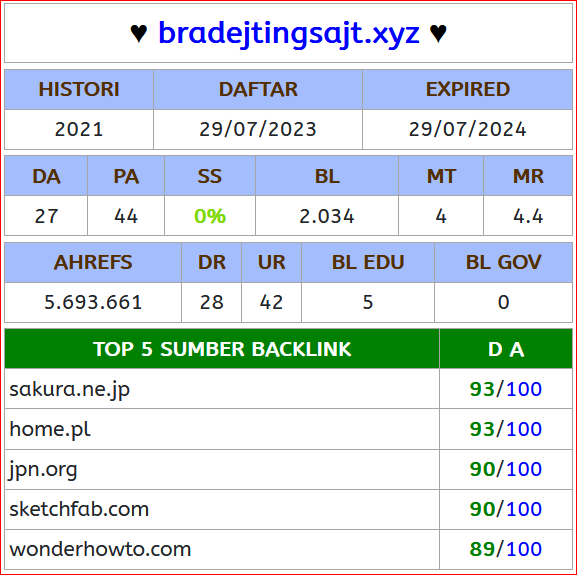 ♥ bradejtingsajt.xyz ♥
HISTORI DAFTAR EXPIRED
2021 29/07/2023 29/07/2024
DA PA SS BL MT MR
27 44 0% 2.034 4 4.4
AHREFS DR UR BL EDU BL GOV
5.693.661 28 42 5 0
TOP 5 SUMBER BACKLINK D A
sakura.ne.jp 93/100
home.pl 93/100
jpn.org 90/100
sketchfab.com 90/100
wonderhowto.com 89/100